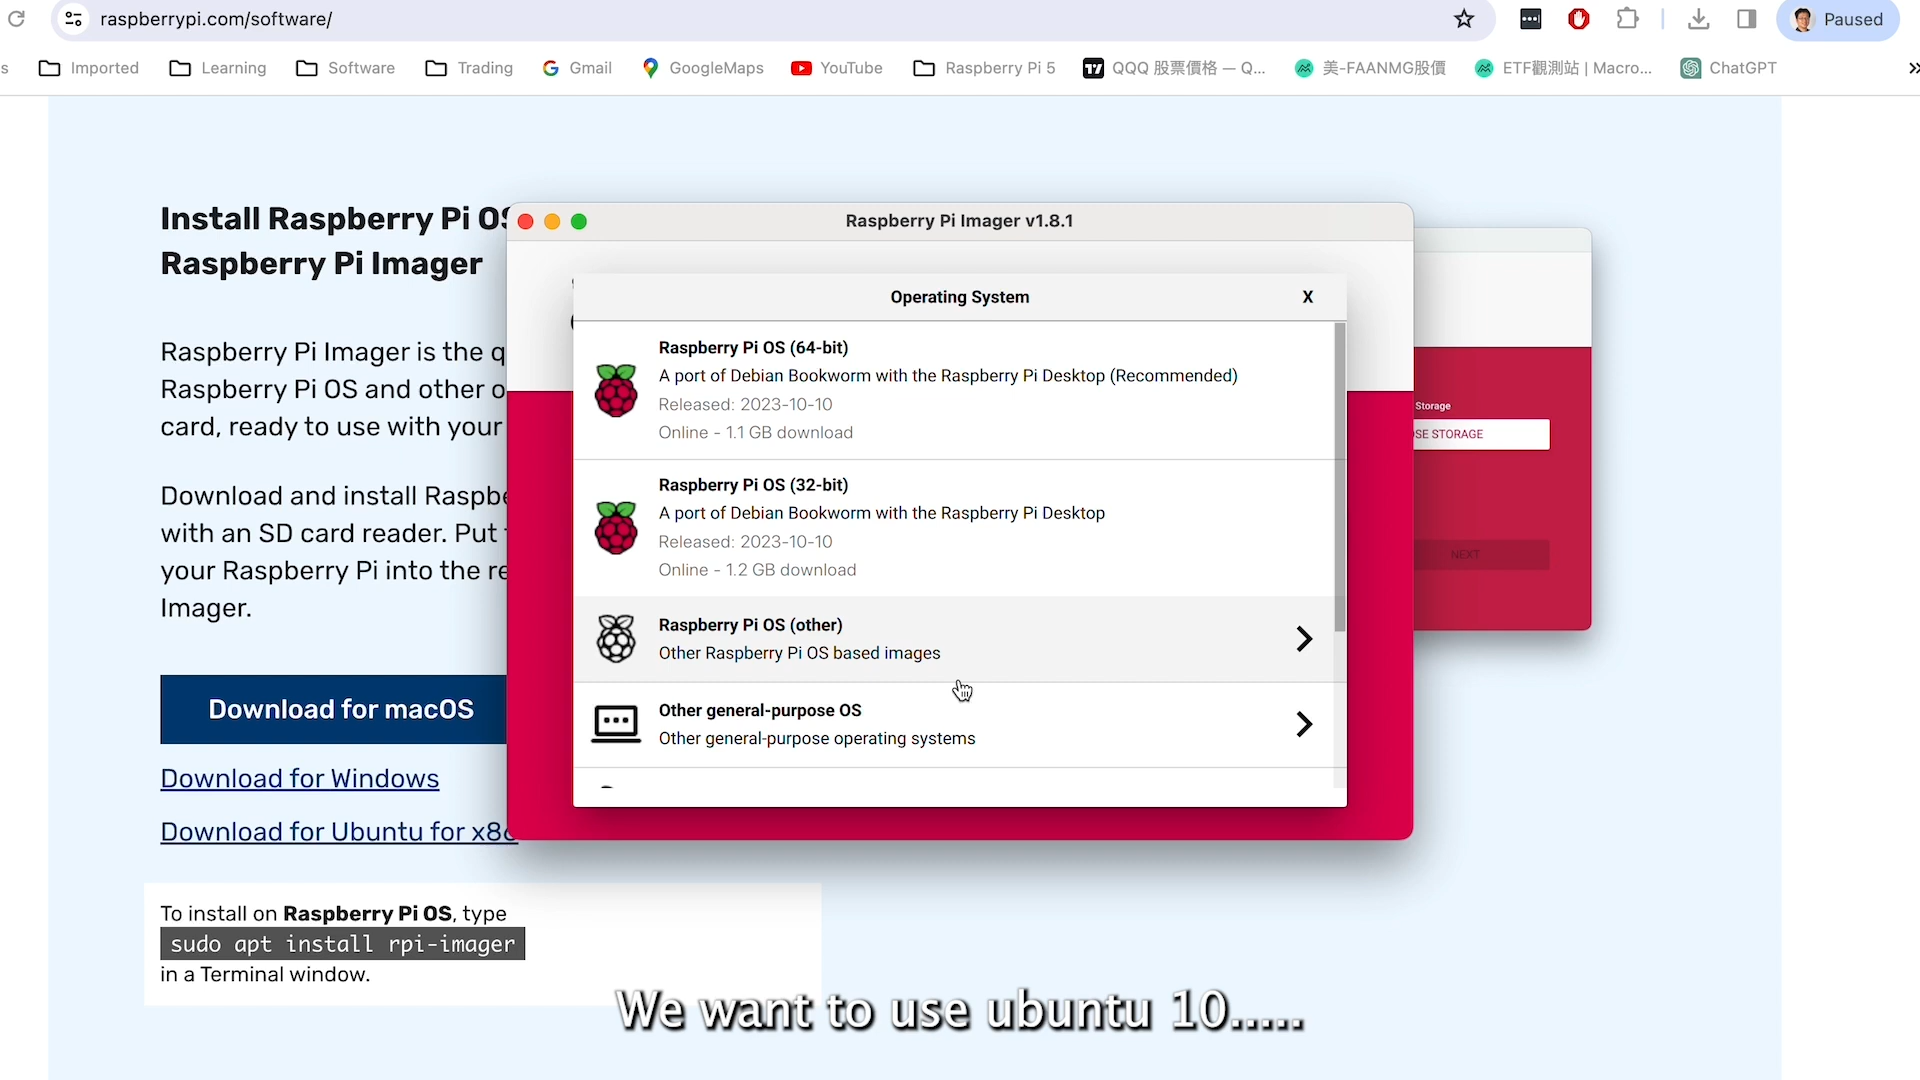 raspberrypi.com/software/
Paused
s
Imported
Learning
Software
Trading
Gmail
GoogleMaps
YouTube
Raspberry Pi 5
QQQ 股票價格 — Q...
美-FAANMG股價
ETF觀測站 | Macro...
ChatGPT
Install Raspberry Pi OS
Raspberry Pi Imager
Raspberry Pi Imager is the q
Raspberry Pi OS and other o
card, ready to use with your
Download and install Raspbe
with an SD card reader. Put
your Raspberry Pi into the re
Imager.
Download for macOS
Download for Windows
Download for Ubuntu for x86
To install on Raspberry Pi OS, type
sudo apt install rpi-imager
in a Terminal window.
Raspberry Pi Imager v1.8.1
Operating System
X
Raspberry Pi OS (64-bit)
A port of Debian Bookworm with the Raspberry Pi Desktop (Recommended)
Released: 2023-10-10
Online - 1.1 GB download
Raspberry Pi OS (32-bit)
A port of Debian Bookworm with the Raspberry Pi Desktop
Released: 2023-10-10
Online - 1.2 GB download
Raspberry Pi OS (other)
Other Raspberry Pi OS based images
Other general-purpose OS
Other general-purpose operating systems
Storage
SE STORAGE
NEXT
We want to use ubuntu 10.....